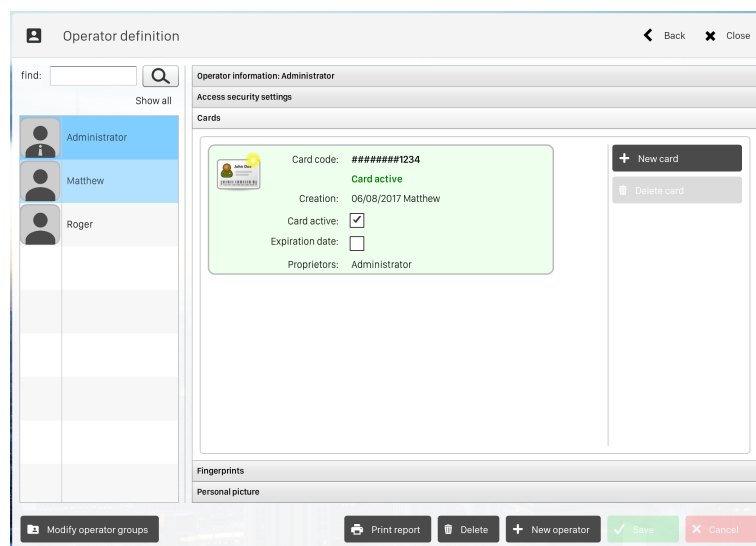 Operator definition
Back
Close
find:
Show all
Administrator
Matthew
Roger
Operator information: Administrator
Access security settings
Cards
John Doe
Card code: ########1234
Card active
Creation: 06/08/2017 Matthew
Card active:
Expiration date:
Proprietors: Administrator
New card
Delete card
Fingerprints
Personal picture
Modify operator groups
Print report
Delete
New operator
Save
Cancel